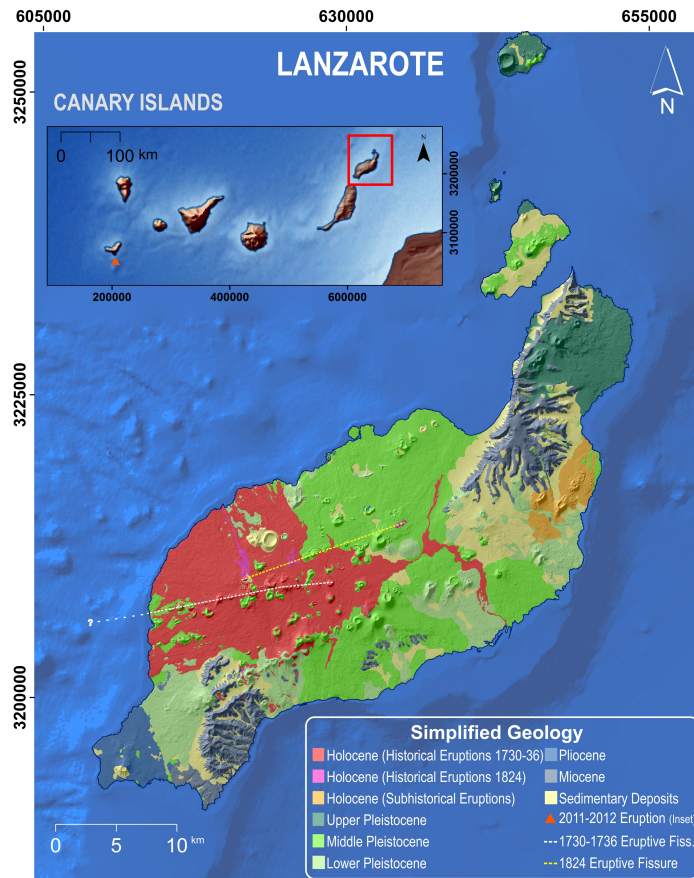 605000 630000 655000
LANZAROTE
3250000
N
CANARY ISLANDS
0 100 km
N
3200000
3100000
200000 400000 600000
3225000
?
3200000
Simplified Geology
Holocene (Historical Eruptions 1730-36)
Holocene (Historical Eruptions 1824)
Holocene (Subhistorical Eruptions)
Upper Pleistocene
Middle Pleistocene
Lower Pleistocene
Pliocene
Miocene
Sedimentary Deposits
2011-2012 Eruption (Inset)
1730-1736 Eruptive Fiss.
1824 Eruptive Fissure
0 5 10 km